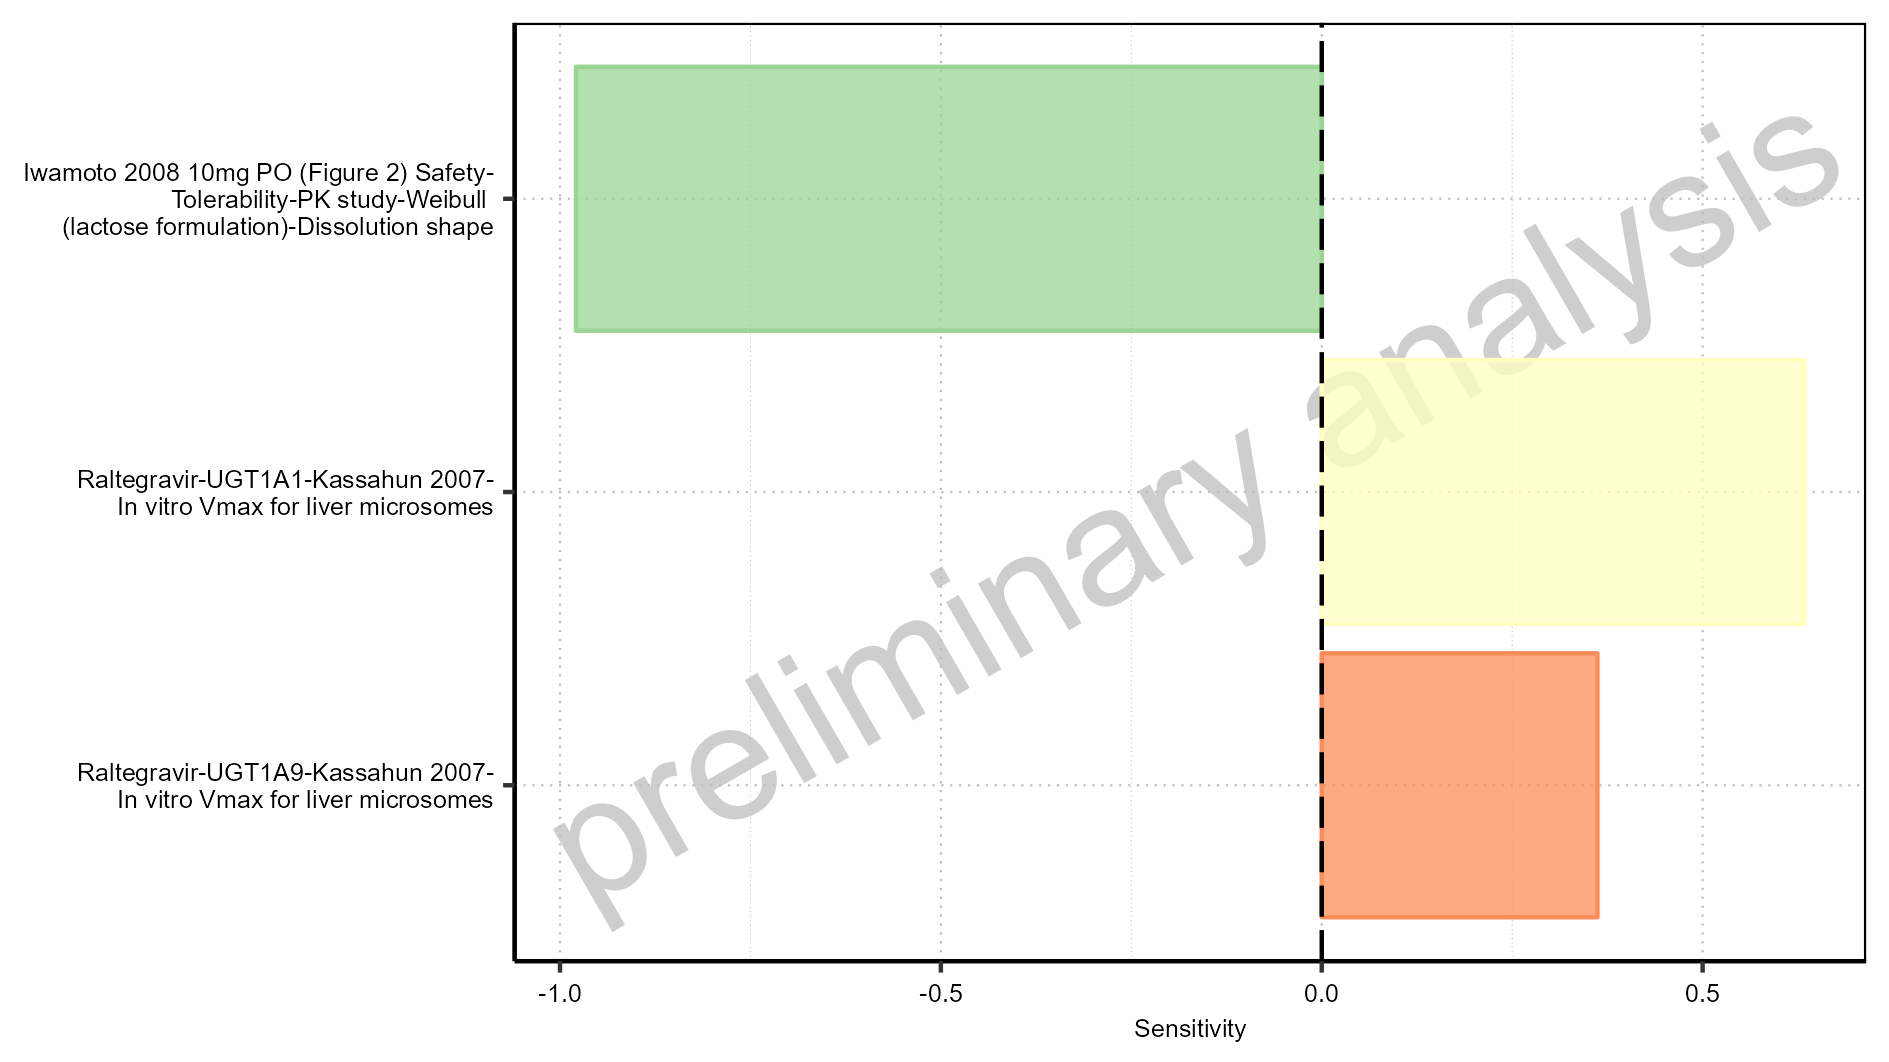 Iwamoto 2008 10mg PO (Figure 2) Safety-
Tolerability-PK study-Weibull
(lactose formulation)-Dissolution shape
Raltegravir-UGT1A1-Kassahun 2007-
In vitro Vmax for liver microsomes
Raltegravir-UGT1A9-Kassahun 2007-
In vitro Vmax for liver microsomes
preliminary analysis
-1.0
-0.5
0.0
0.5
Sensitivity